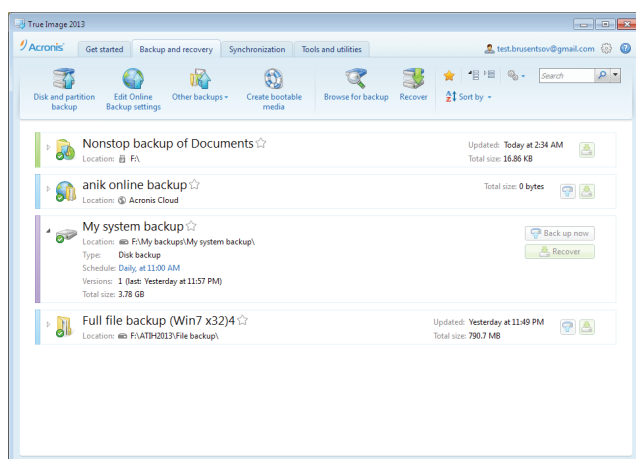 True Image 2013
Acronis Get started Backup and recovery Synchronization Tools and utilities test.brusentsov@gmail.com
Disk and partition backup
Edit Online Backup settings
Other backups
Create bootable media
Browse for backup
Recover
Search
Sort by
Nonstop backup of Documents
Location: F:\
Updated: Today at 2:34 AM
Total size: 16.86 KB
anik online backup
Location: Acronis Cloud
Total size: 0 bytes
My system backup
Location: F:\My backups\My system backup\
Type: Disk backup
Schedule: Daily, at 11:00 AM
Versions: 1 (last: Yesterday at 11:57 PM)
Total size: 3.78 GB
Back up now
Recover
Full file backup (Win7 x32)4
Location: F:\ATIH2013\File backup\
Updated: Yesterday at 11:49 PM
Total size: 790.7 MB